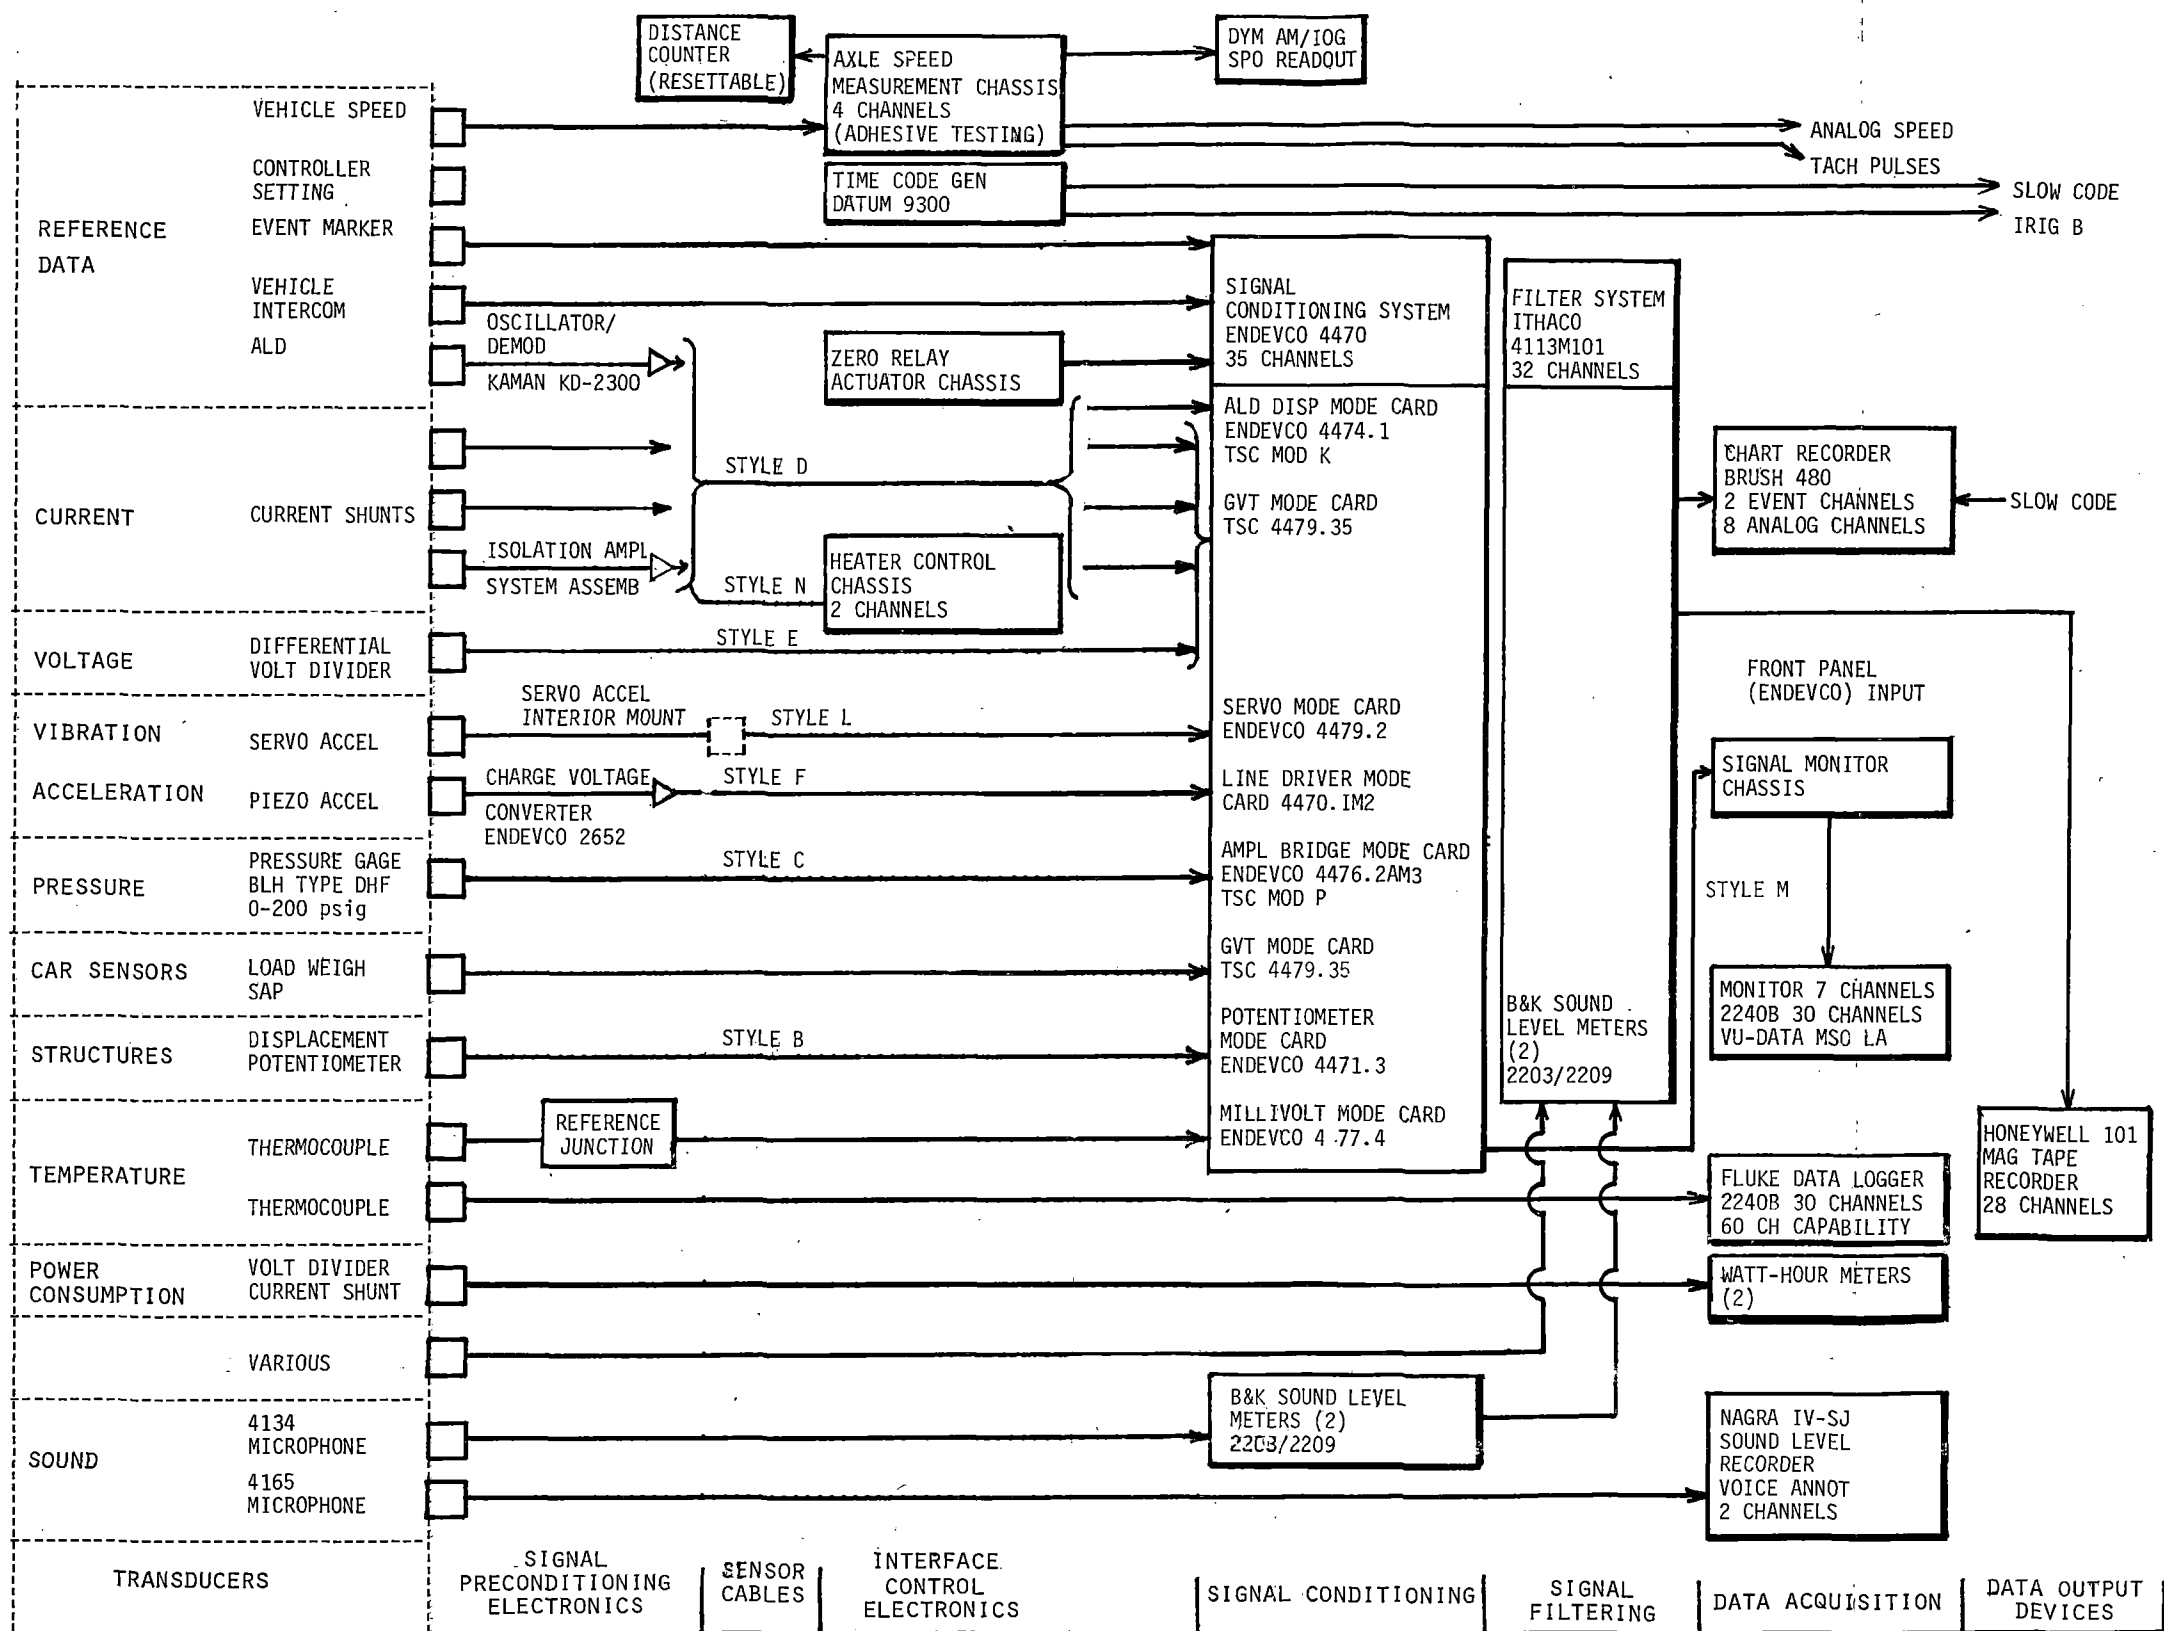 DISTANCE
COUNTER
(RESETTABLE)
AXLE SPEED
MEASUREMENT CHASSIS
4 CHANNELS
(ADHESIVE TESTING)
DYM AM/IOG
SPO READOUT
ANALOG SPEED
TACH PULSES
TIME CODE GEN
DATUM 9300
SLOW CODE
IRIG B
REFERENCE
DATA
VEHICLE SPEED
CONTROLLER
SETTING
EVENT MARKER
VEHICLE
INTERCOM
ALD
OSCILLATOR/
DEMOD
KAMAN KD-2300
ZERO RELAY
ACTUATOR CHASSIS
SIGNAL
CONDITIONING SYSTEM
ENDEVCO 4470
35 CHANNELS
FILTER SYSTEM
ITHACO
4113M101
32 CHANNELS
CURRENT
CURRENT SHUNTS
ISOLATION AMPL
SYSTEM ASSEMB
STYLE D
STYLE N
HEATER CONTROL
CHASSIS
2 CHANNELS
ALD DISP MODE CARD
ENDEVCO 4474.1
TSC MOD K
GVT MODE CARD
TSC 4479.35
CHART RECORDER
BRUSH 480
2 EVENT CHANNELS
8 ANALOG CHANNELS
SLOW CODE
VOLTAGE
DIFFERENTIAL
VOLT DIVIDER
STYLE E
FRONT PANEL
(ENDEVCO) INPUT
VIBRATION
SERVO ACCEL
SERVO ACCEL
INTERIOR MOUNT
STYLE L
SERVO MODE CARD
ENDEVCO 4479.2
SIGNAL MONITOR
CHASSIS
ACCELERATION
PIEZO ACCEL
CHARGE VOLTAGE
CONVERTER
ENDEVCO 2652
STYLE F
LINE DRIVER MODE
CARD 4470.IM2
PRESSURE
PRESSURE GAGE
BLH TYPE DHF
0-200 psig
STYLE C
AMPL BRIDGE MODE CARD
ENDEVCO 4476.2AM3
TSC MOD P
STYLE M
CAR SENSORS
LOAD WEIGH
SAP
GVT MODE CARD
TSC 4479.35
MONITOR 7 CHANNELS
2240B 30 CHANNELS
VU-DATA MSO LA
STRUCTURES
DISPLACEMENT
POTENTIOMETER
STYLE B
POTENTIOMETER
MODE CARD
ENDEVCO 4471.3
B&K SOUND
LEVEL METERS
(2)
2203/2209
TEMPERATURE
THERMOCOUPLE
REFERENCE
JUNCTION
MILLIVOLT MODE CARD
ENDEVCO 4 77.4
HONEYWELL 101
MAG TAPE
RECORDER
28 CHANNELS
THERMOCOUPLE
FLUKE DATA LOGGER
2240B 30 CHANNELS
60 CH CAPABILITY
POWER
CONSUMPTION
VOLT DIVIDER
CURRENT SHUNT
WATT-HOUR METERS
(2)
VARIOUS
SOUND
4134
MICROPHONE
B&K SOUND LEVEL
METERS (2)
2203/2209
4165
MICROPHONE
NAGRA IV-SJ
SOUND LEVEL
RECORDER
VOICE ANNOT
2 CHANNELS
TRANSDUCERS
SIGNAL
PRECONDITIONING
ELECTRONICS
SENSOR
CABLES
INTERFACE
CONTROL
ELECTRONICS
SIGNAL CONDITIONING
SIGNAL
FILTERING
DATA ACQUISITION
DATA OUTPUT
DEVICES